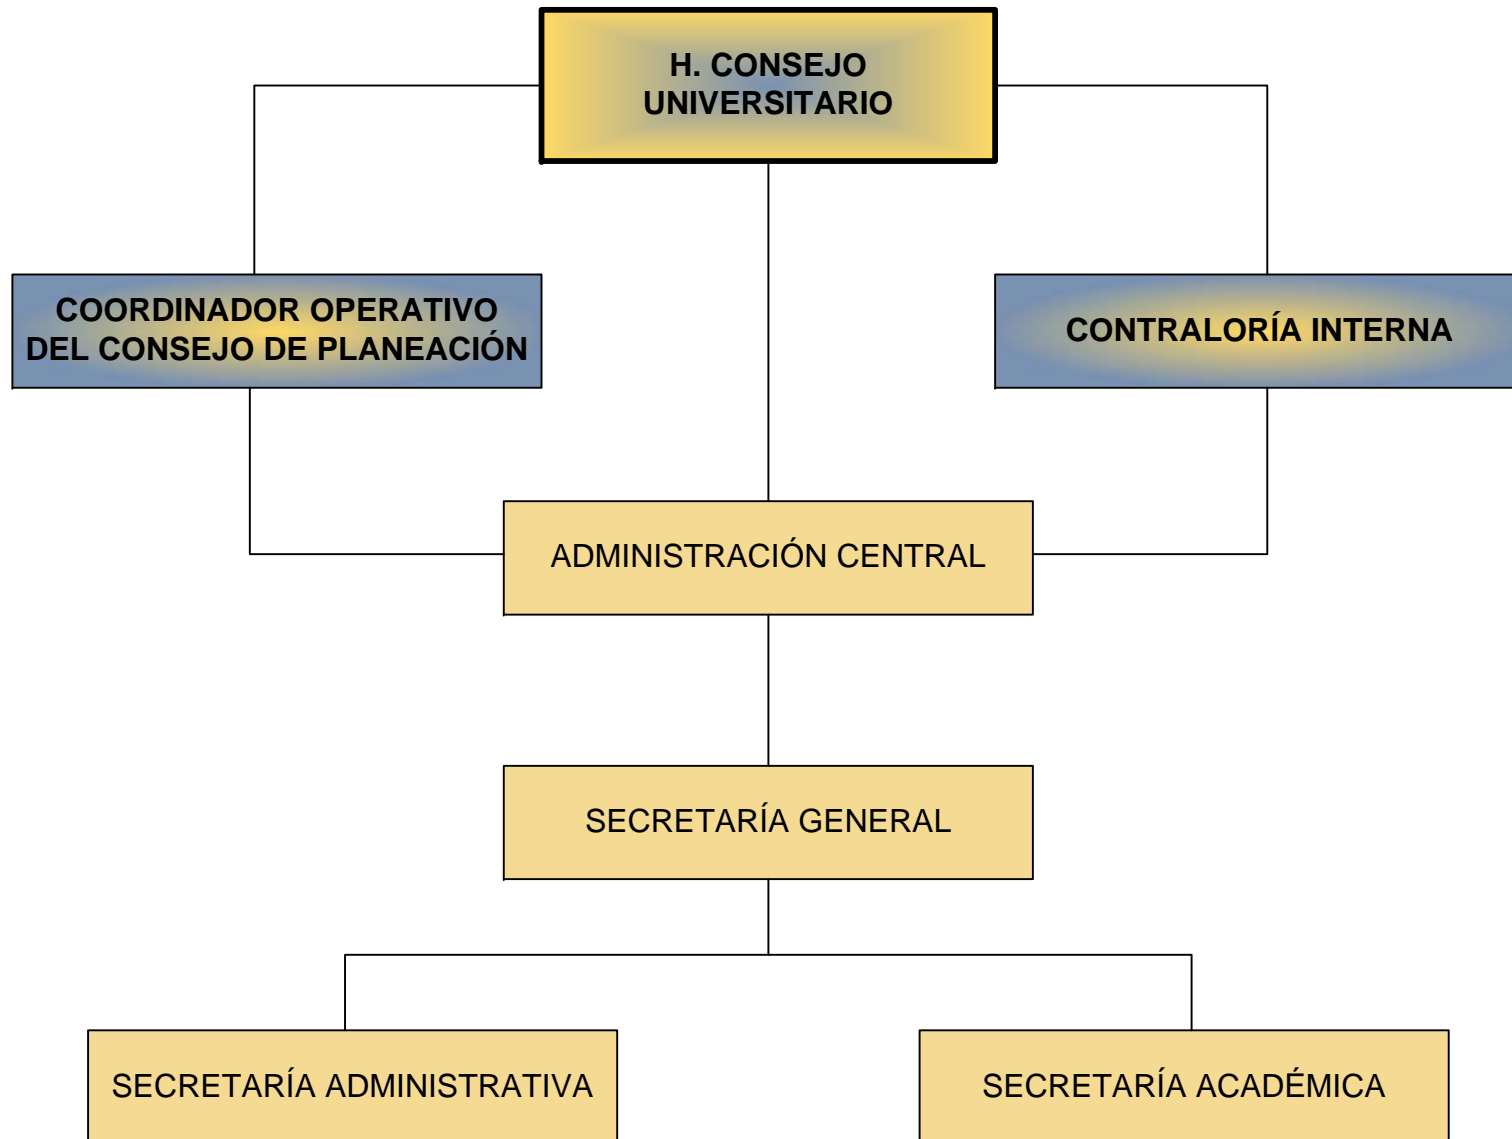 H. CONSEJO
UNIVERSITARIO
COORDINADOR OPERATIVO
DEL CONSEJO DE PLANEACIÓN
CONTRALORÍA INTERNA
ADMINISTRACIÓN CENTRAL
SECRETARÍA GENERAL
SECRETARÍA ADMINISTRATIVA
SECRETARÍA ACADÉMICA